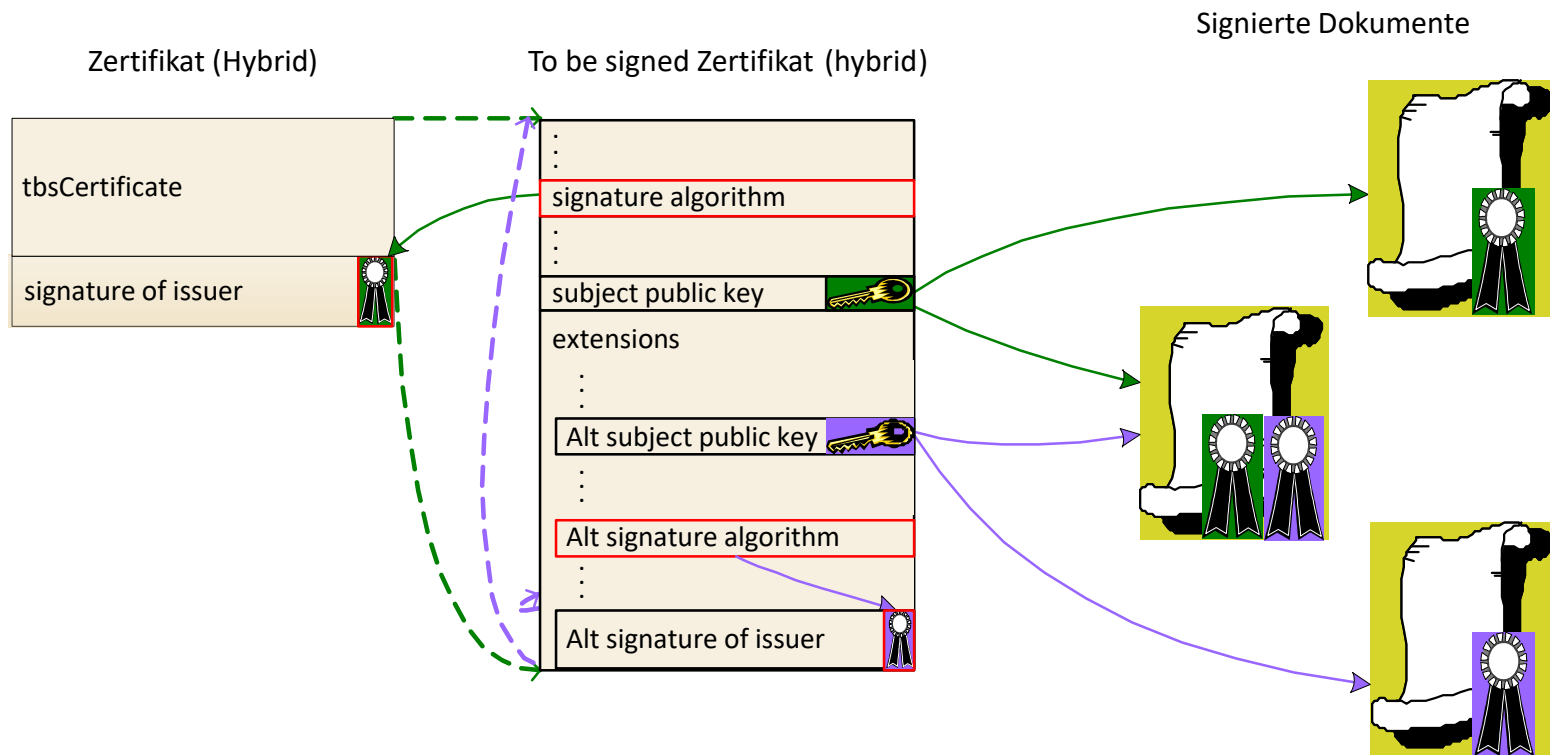 Signierte Dokumente
Zertifikat (Hybrid)
To be signed Zertifikat (hybrid)
tbsCertificate
signature of issuer
signature algorithm
subject public key
extensions
Alt subject public key
Alt signature algorithm
Alt signature of issuer